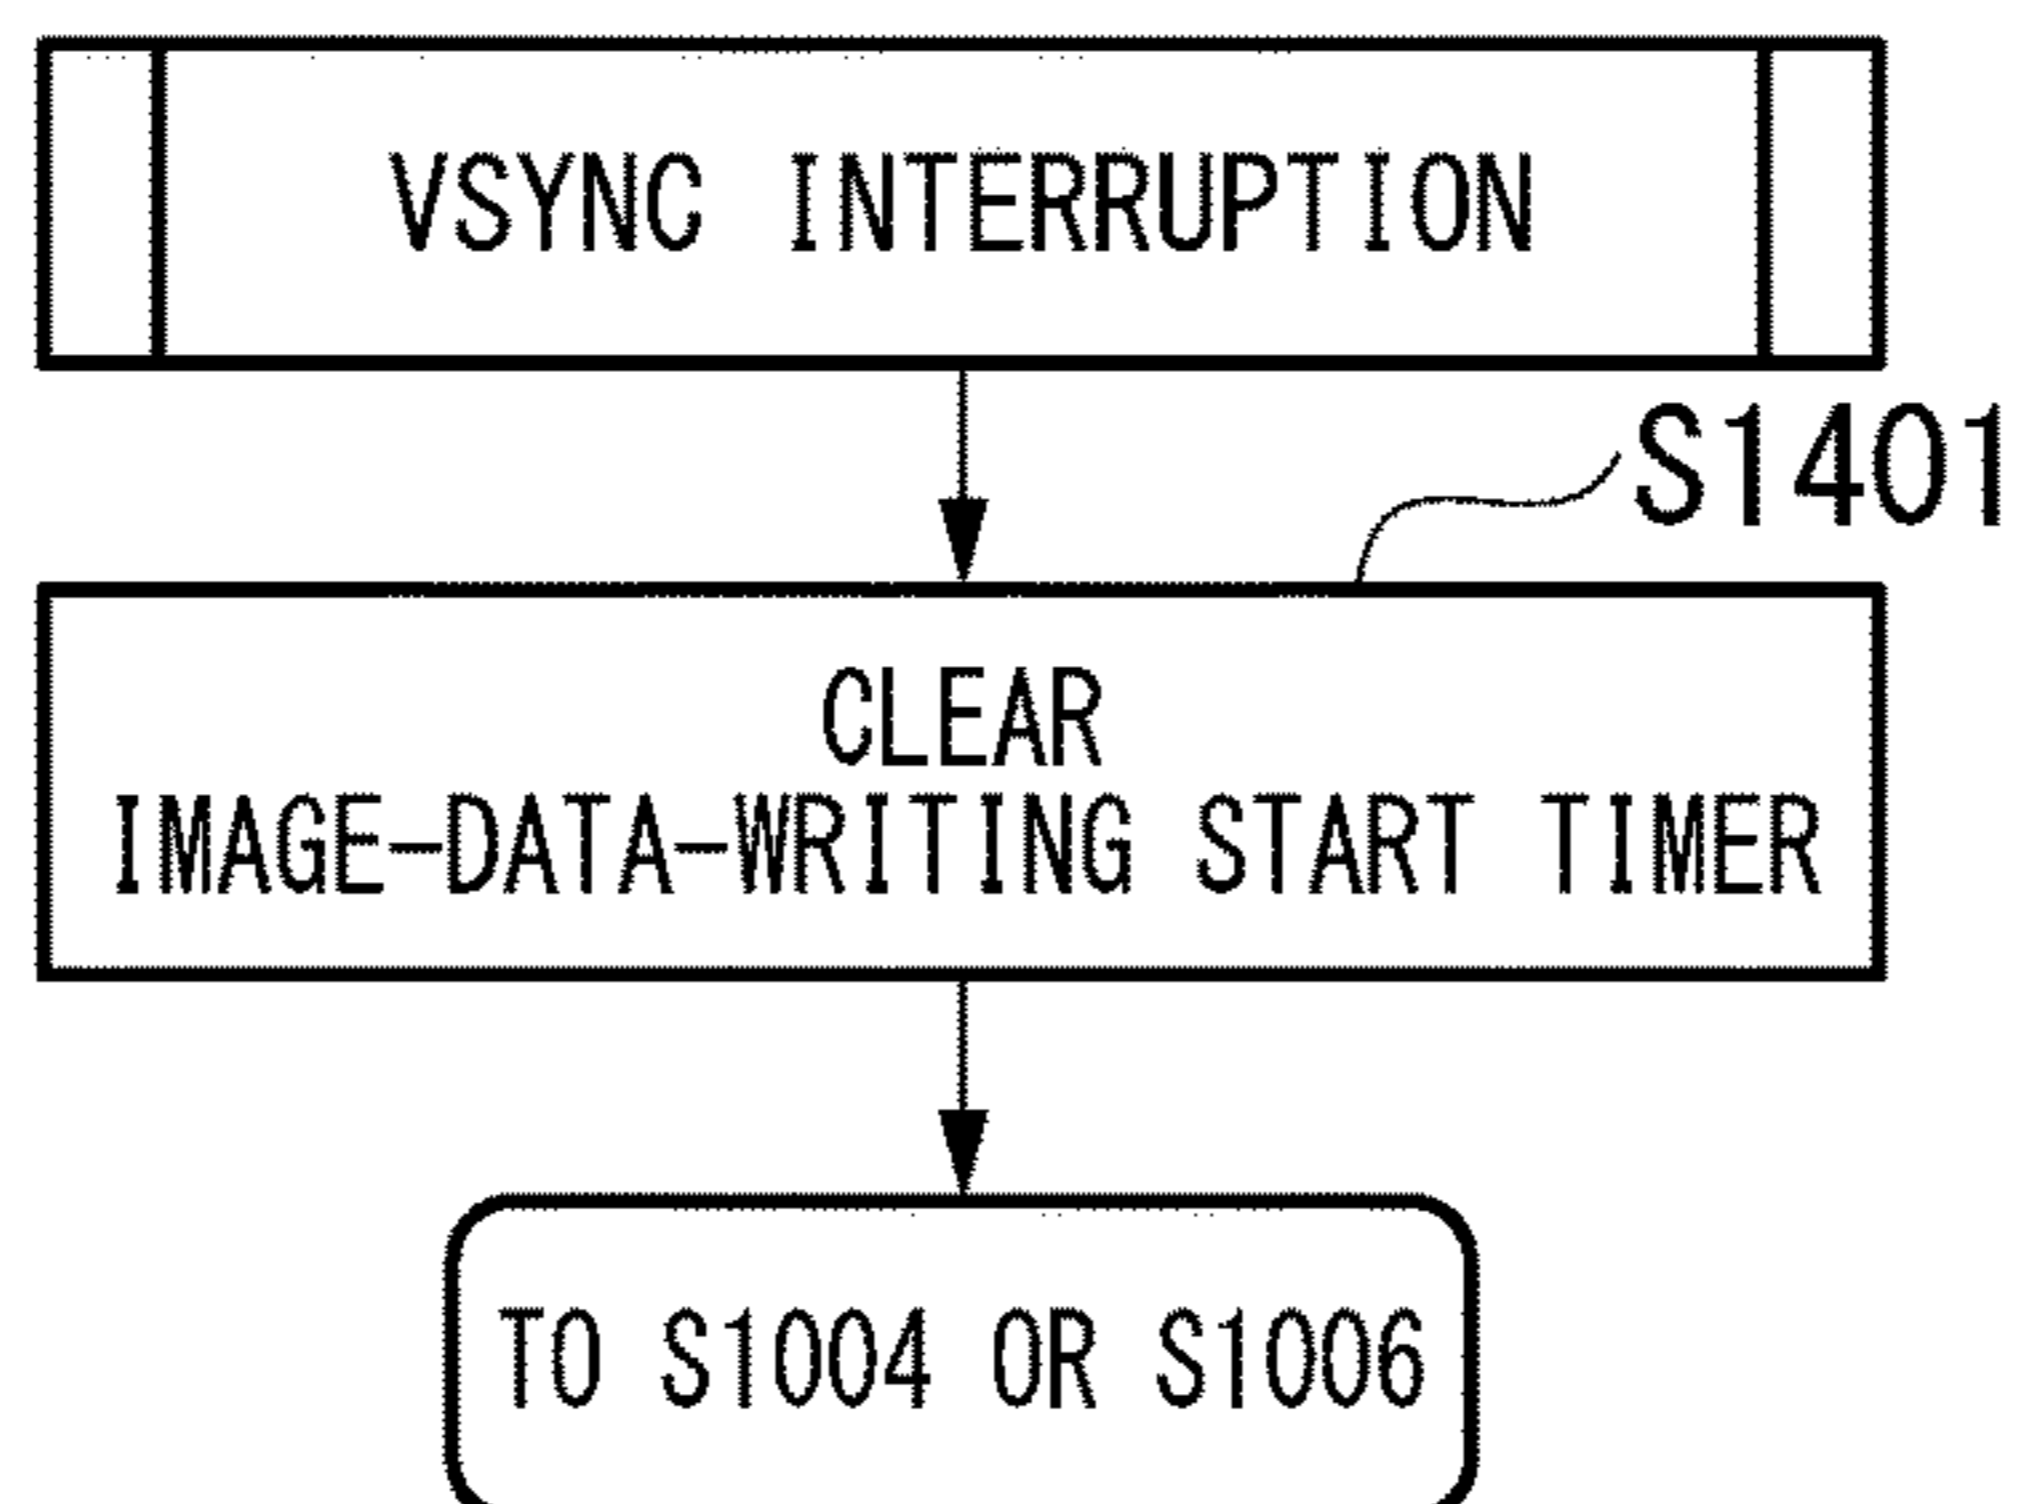 VSYNC INTERRUPTION
S1401
CLEAR
IMAGE-DATA-WRITING START TIMER
TO S1004 OR S1006